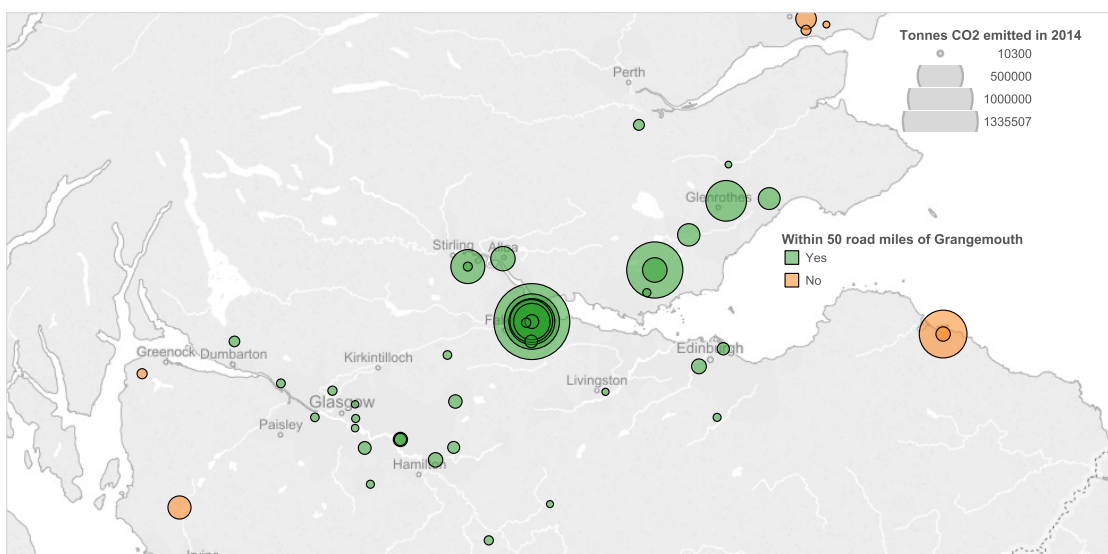 Tonnes CO2 emitted in 2014
10300
500000
1000000
1335507
Perth
Glenrothes
Within 50 road miles of Grangemouth
Yes
No
Stirling
Alloa
Edinburgh
Greenock
Dumbarton
Kirkintilloch
Livingston
Glasgow
Paisley
Hamilton